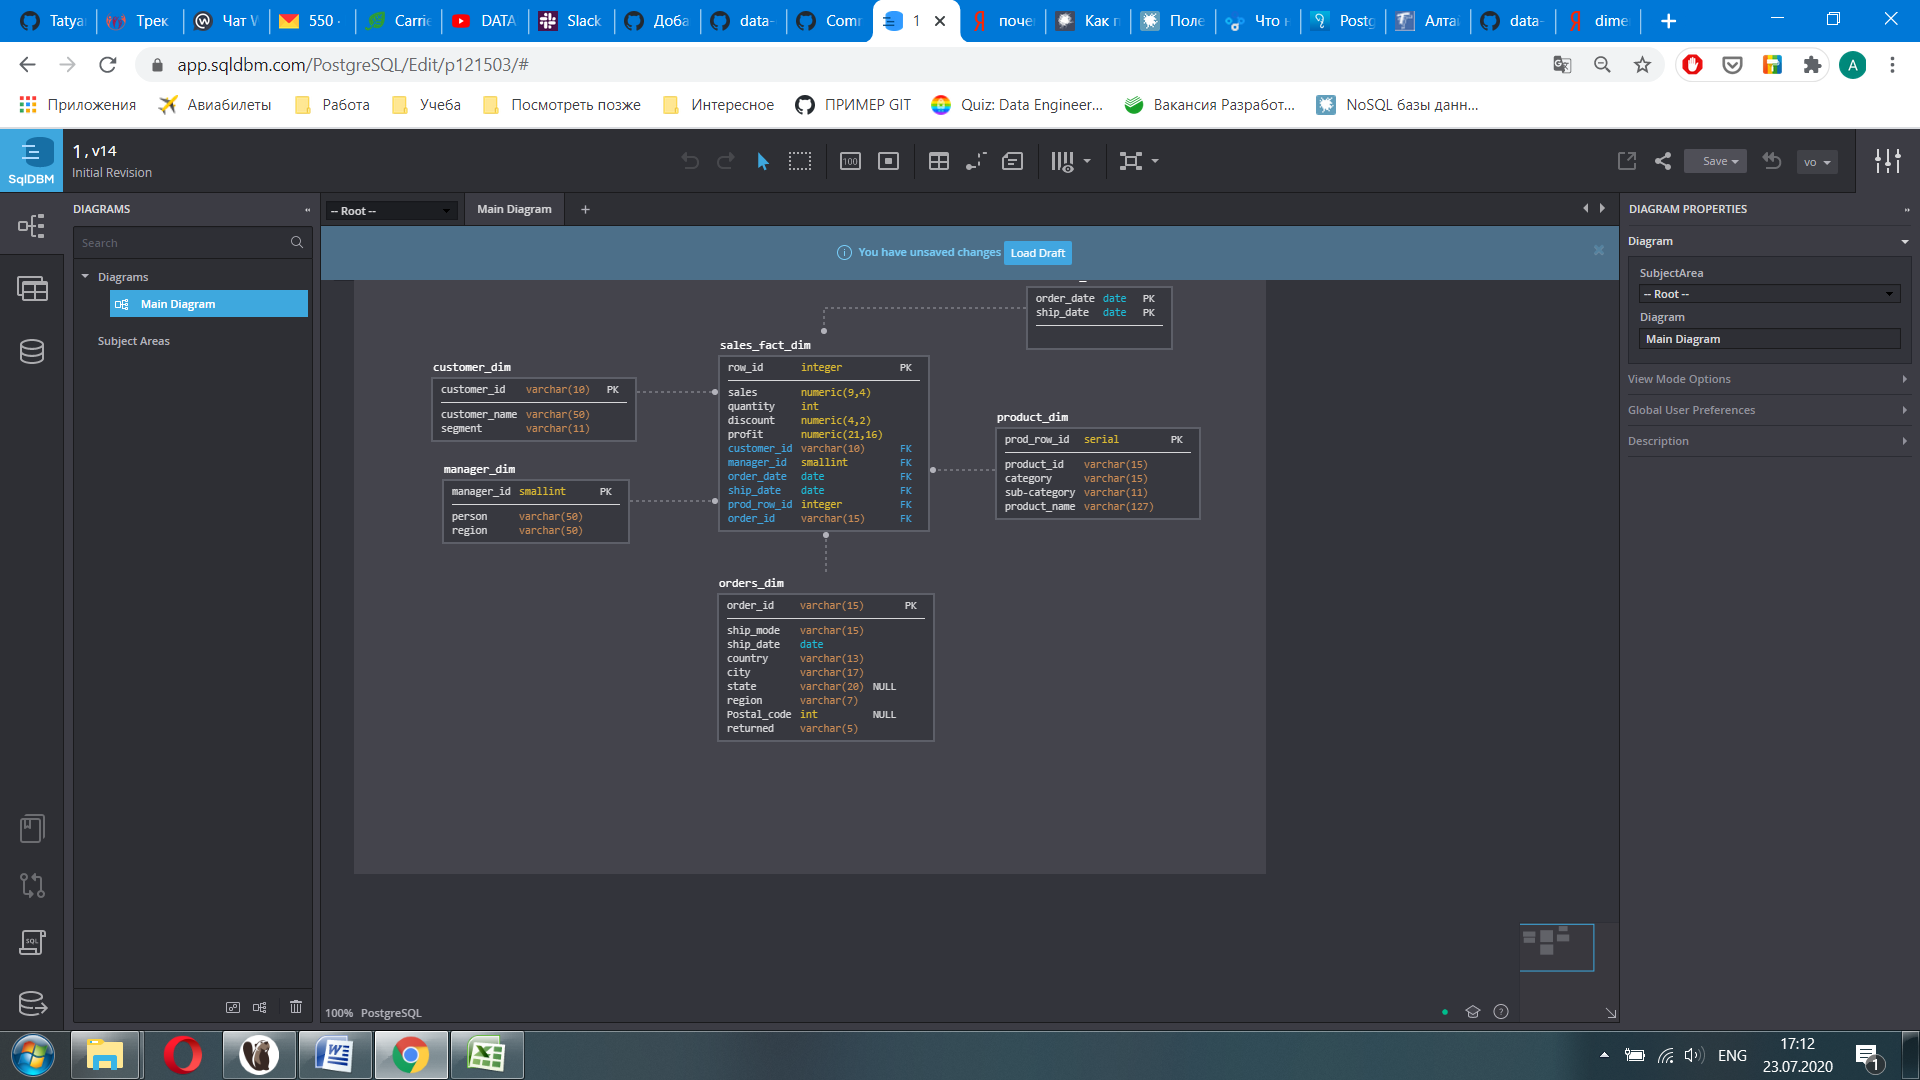 Tatya
Трек
Чат W
550 ·
Carrie
DATA
Slack
Доба
data-
Comr
1
поче
Как п
Поле
Что н
Postg
Алтай
data-
dime
app.sqldbm.com/PostgreSQL/Edit/p121503/#
A
Приложения
Авиабилеты
Работа
Учеба
Посмотреть позже
Интересное
ПРИМЕР GIT
Quiz: Data Engineer...
Вакансия Разработ...
NoSQL базы данн...
SqlDBM
1, v14
Initial Revision
100
Save
vo
DIAGRAMS
-- Root --
Main Diagram
DIAGRAM PROPERTIES
Search
Diagrams
Main Diagram
Subject Areas
You have unsaved changes Load Draft
Diagram
SubjectArea
-- Root --
Diagram
Main Diagram
View Mode Options
Global User Preferences
Description
order_date date PK
ship_date date PK
sales_fact_dim
row_id integer PK
sales numeric(9,4)
quantity int
discount numeric(4,2)
profit numeric(21,16)
customer_id varchar(10) FK
manager_id smallint FK
order_date date FK
ship_date date FK
prod_row_id integer FK
order_id varchar(15) FK
customer_dim
customer_id varchar(10) PK
customer_name varchar(50)
segment varchar(11)
manager_dim
manager_id smallint PK
person varchar(50)
region varchar(50)
product_dim
prod_row_id serial PK
product_id varchar(15)
category varchar(15)
sub-category varchar(11)
product_name varchar(127)
orders_dim
order_id varchar(15) PK
ship_mode varchar(15)
ship_date date
country varchar(13)
city varchar(17)
state varchar(20) NULL
region varchar(7)
Postal_code int NULL
returned varchar(5)
SQL
100% PostgreSQL
ENG
17:12
23.07.2020
1